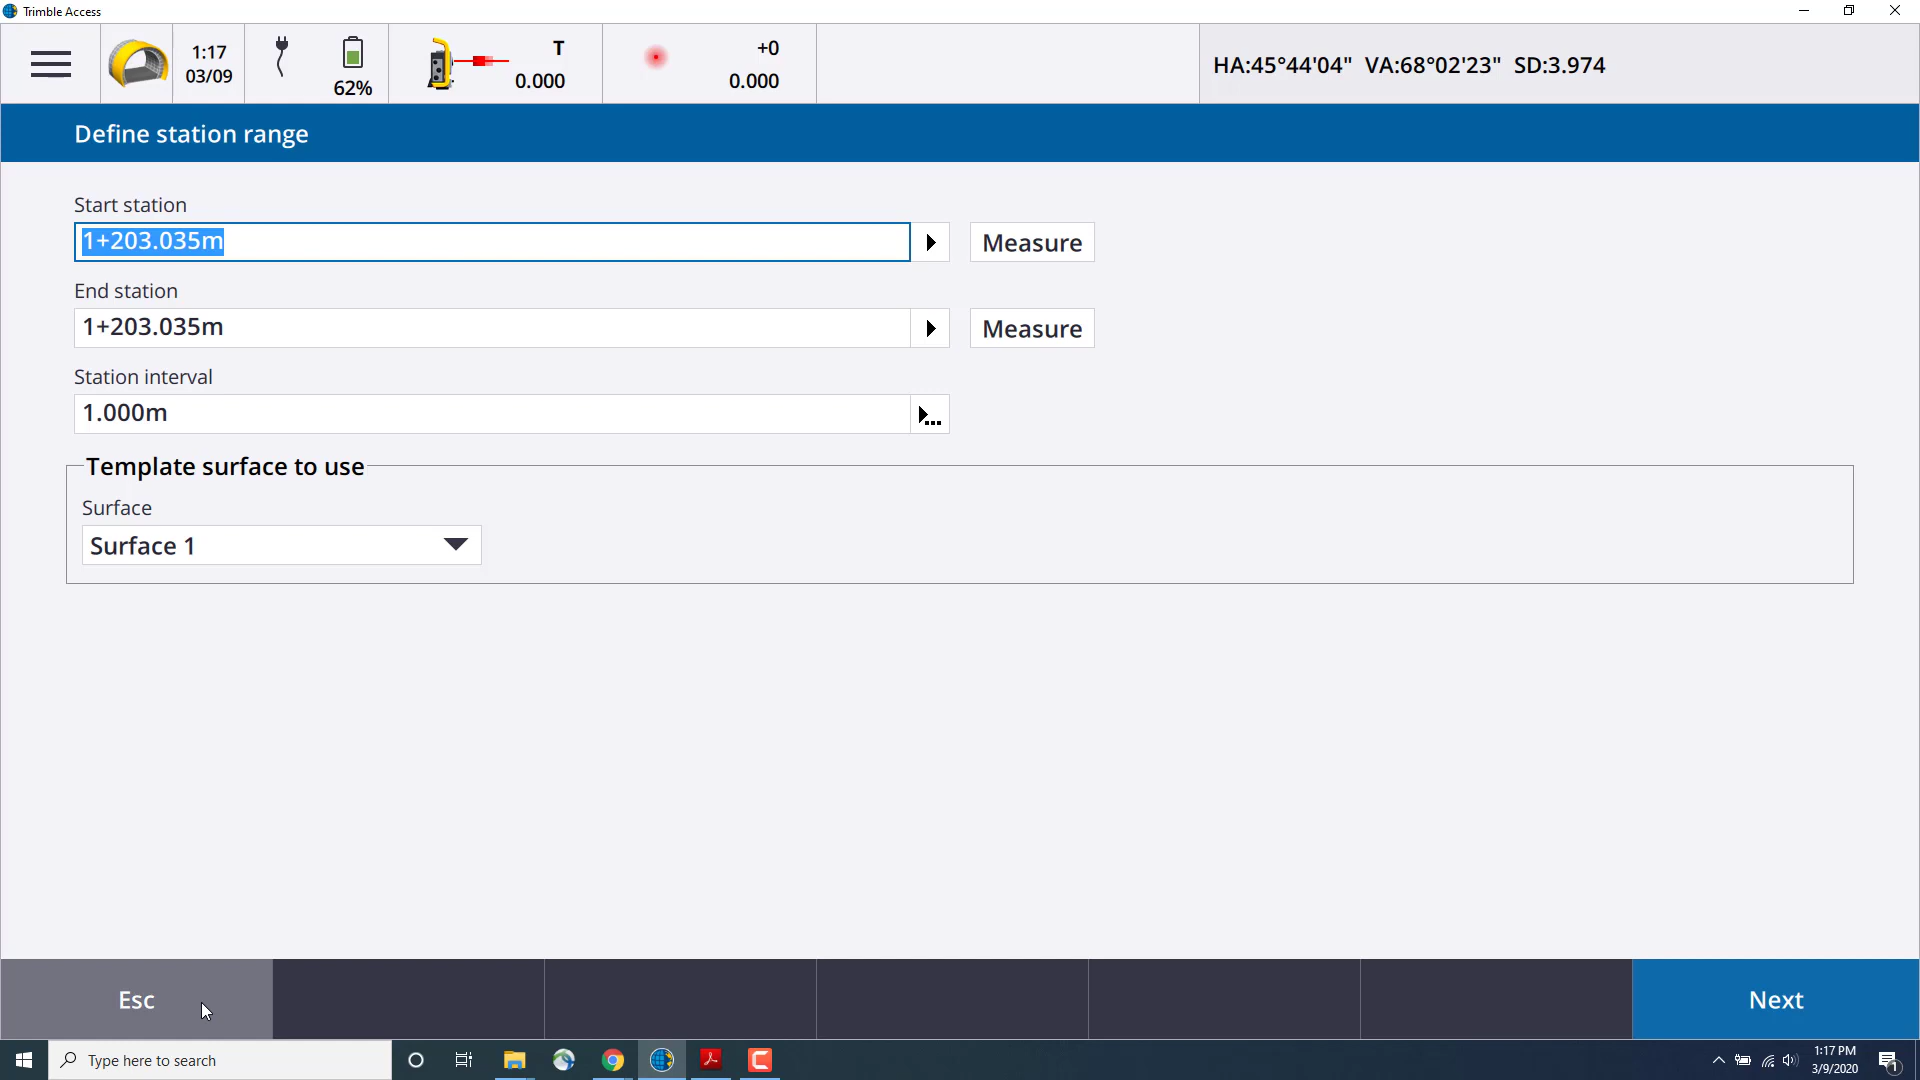 Trimble Access
1:17
03/09
62%
T
0.000
+0
0.000
HA:45°44'04" VA:68°02'23" SD:3.974
Define station range
Start station
1+203.035m
Measure
End station
1+203.035m
Measure
Station interval
1.000m
Template surface to use
Surface
Surface 1
Esc
Next
Type here to search
1:17 PM
3/9/2020
1